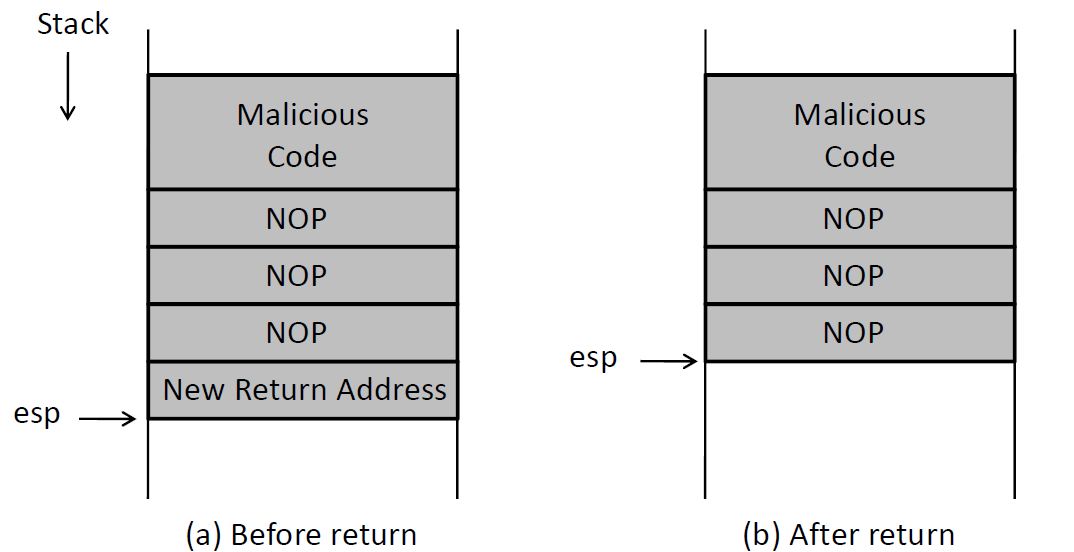 Stack
Malicious
Code
NOP
NOP
NOP
New Return Address
esp
(a) Before return
Malicious
Code
NOP
NOP
NOP
esp
(b) After return